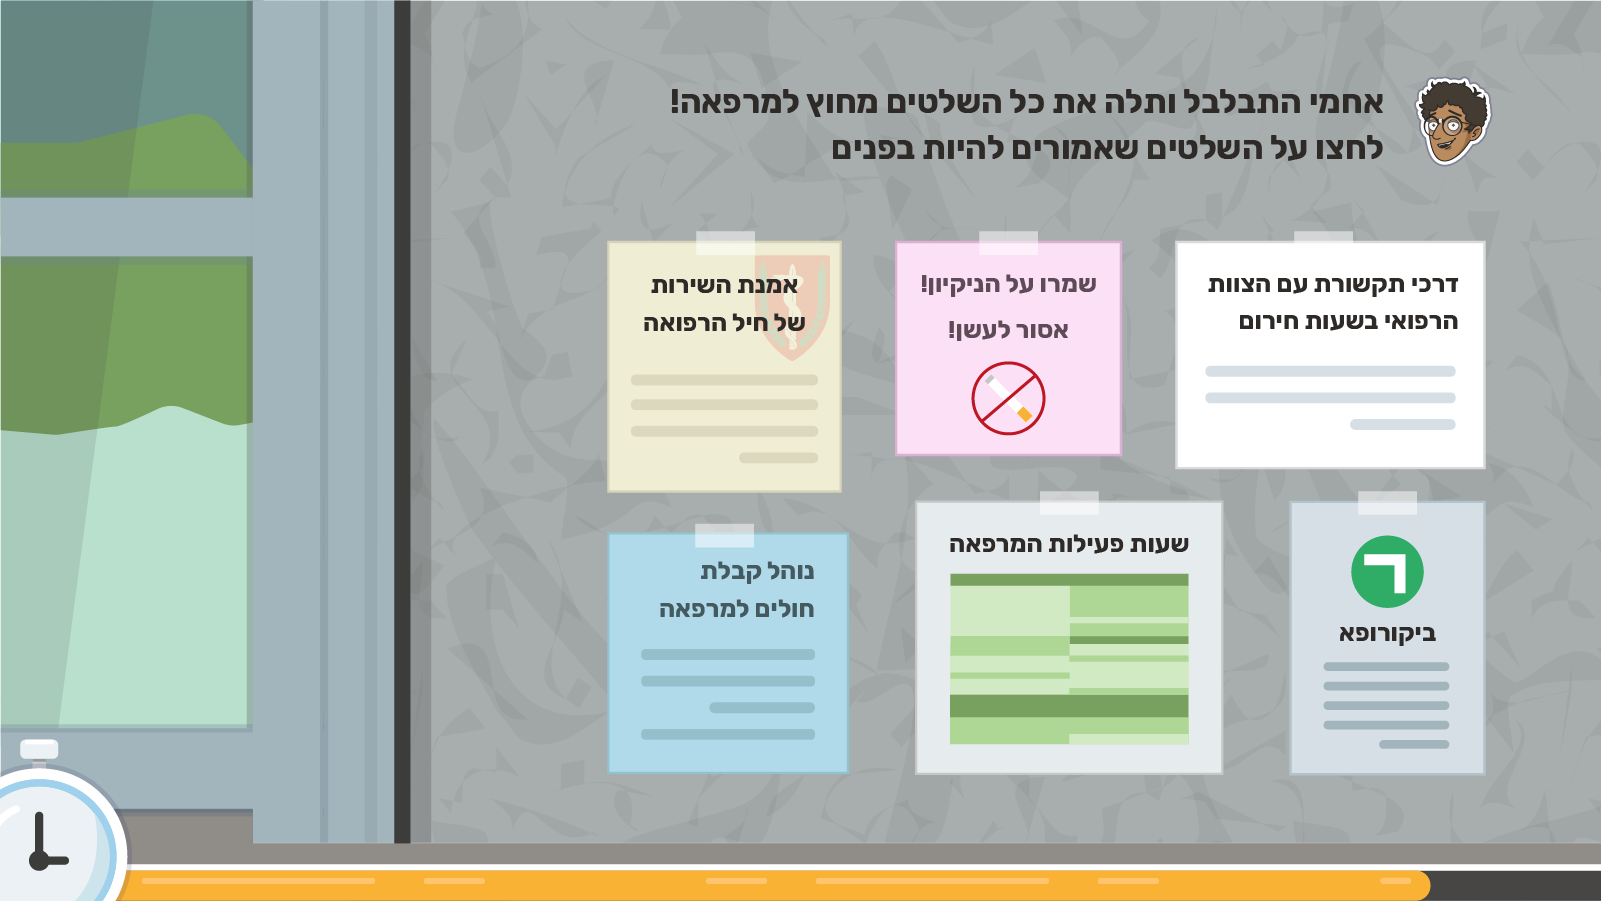 אחמי התבלבל ותלה את כל השלטים מחוץ למרפאה!
לחצו על השלטים שאמורים להיות בפנים
דרכי תקשורת עם הצוות
הרפואי בשעות חירום
שמרו על הניקיון!
אסור לעשן!
אמנת השירות
של חיל הרפואה
ביקורופא
שעות פעילות המרפאה
נוהל קבלת
חולים למרפאה